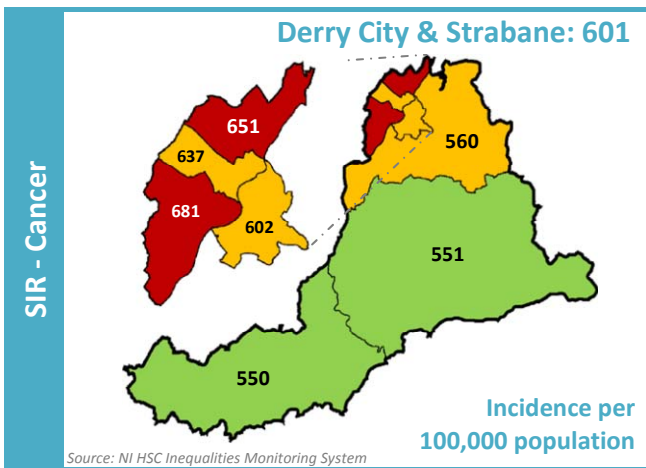 Derry City & Strabane: 601
SIR - Cancer
651
637
681
602
560
551
550
Incidence per
100,000 population
Source: NI HSC Inequalities Monitoring System